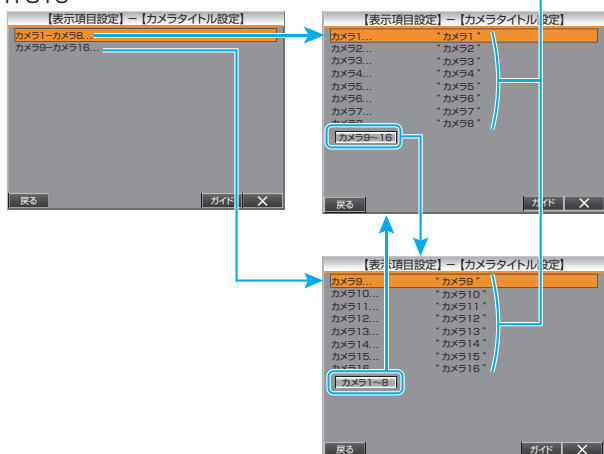 【表示項目設定】－【カメラタイトル設定】
カメラ1−カメラ8...
カメラ9−カメラ16...
戻る ガイド ×
【表示項目設定】－【カメラタイトル設定】
カメラ1... "カメラ1"
カメラ2... "カメラ2"
カメラ3... "カメラ3"
カメラ4... "カメラ4"
カメラ5... "カメラ5"
カメラ6... "カメラ6"
カメラ7... "カメラ7"
カメラ8... "カメラ8"
カメラ9〜16
戻る ガイド ×
【表示項目設定】－【カメラタイトル設定】
カメラ9... "カメラ9"
カメラ10... "カメラ10"
カメラ11... "カメラ11"
カメラ12... "カメラ12"
カメラ13... "カメラ13"
カメラ14... "カメラ14"
カメラ15... "カメラ15"
カメラ16... "カメラ16"
カメラ1〜8
戻る ガイド ×